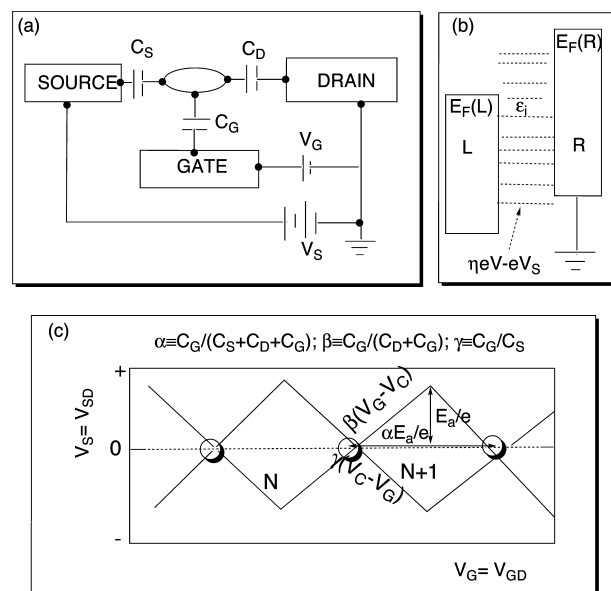 (a)
C_S
C_D
SOURCE
DRAIN
C_G
V_G
GATE
V_S
(b)
E_F(R)
E_F(L)
ε_i
L
R
ηeV-eV_S
(c)
α≡C_G/(C_S+C_D+C_G); β≡C_G/(C_D+C_G); γ≡C_G/C_S
+
V_S= V_SD
0
-
β(V_G-V_C)
E_a/e
αE_a/e
γ(V_C-V_G)
N
N+1
V_G= V_GD